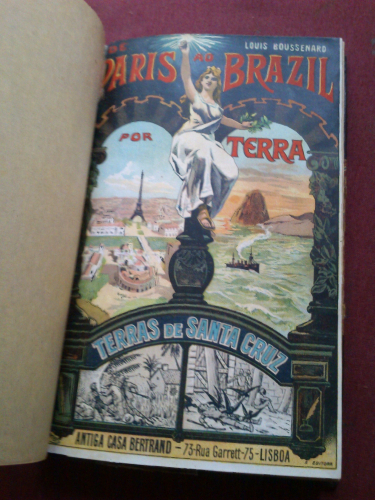 DE LOUIS BOUSSENARD
PARIS AO BRAZIL
POR TERRA
TERRAS DE SANTA CRUZ
ANTIGA CASA BERTRAND – 73-Rua Garrett-75-LISBOA